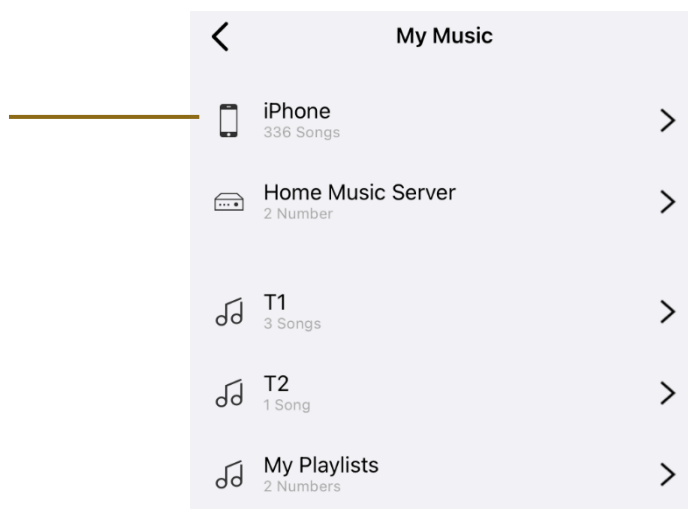 My Music
iPhone
336 Songs
Home Music Server
2 Number
T1
3 Songs
T2
1 Song
My Playlists
2 Numbers